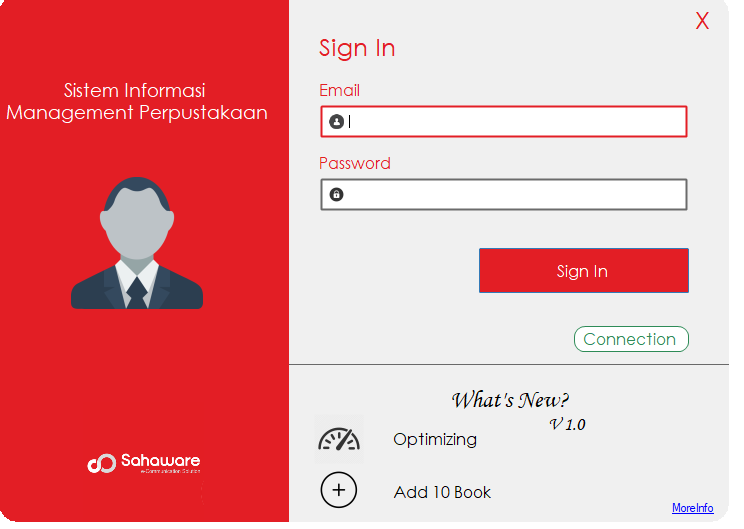 Sistem Informasi
Management Perpustakaan
Sahaware
e-Communication Solution
X
Sign In
Email
Password
Sign In
Connection
What's New?
V 1.0
Optimizing
Add 10 Book
MoreInfo